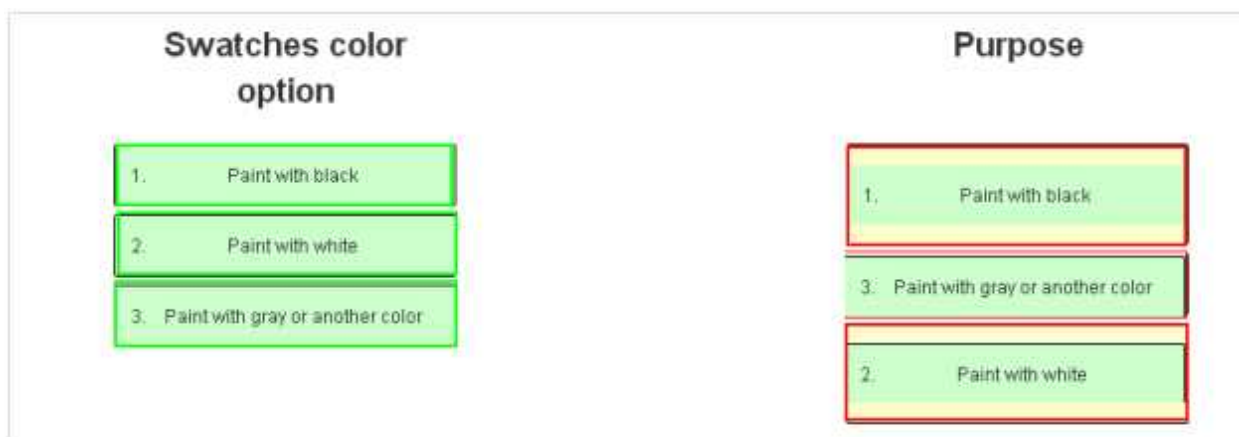 Swatches color
option
1. Paint with black
2. Paint with white
3. Paint with gray or another color
Purpose
1. Paint with black
3. Paint with gray or another color
2. Paint with white